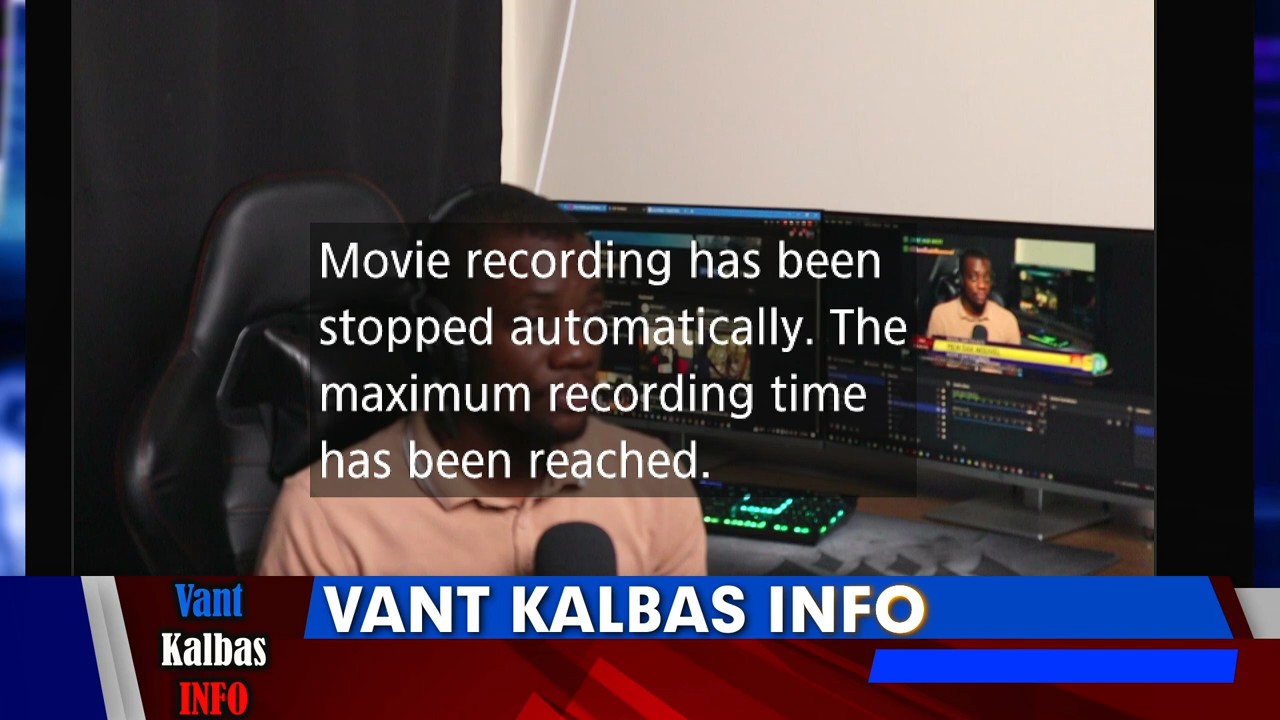 Movie recording has been
stopped automatically. The
maximum recording time
has been reached.
Vant
Kalbas
INFO
VANT KALBAS INFO